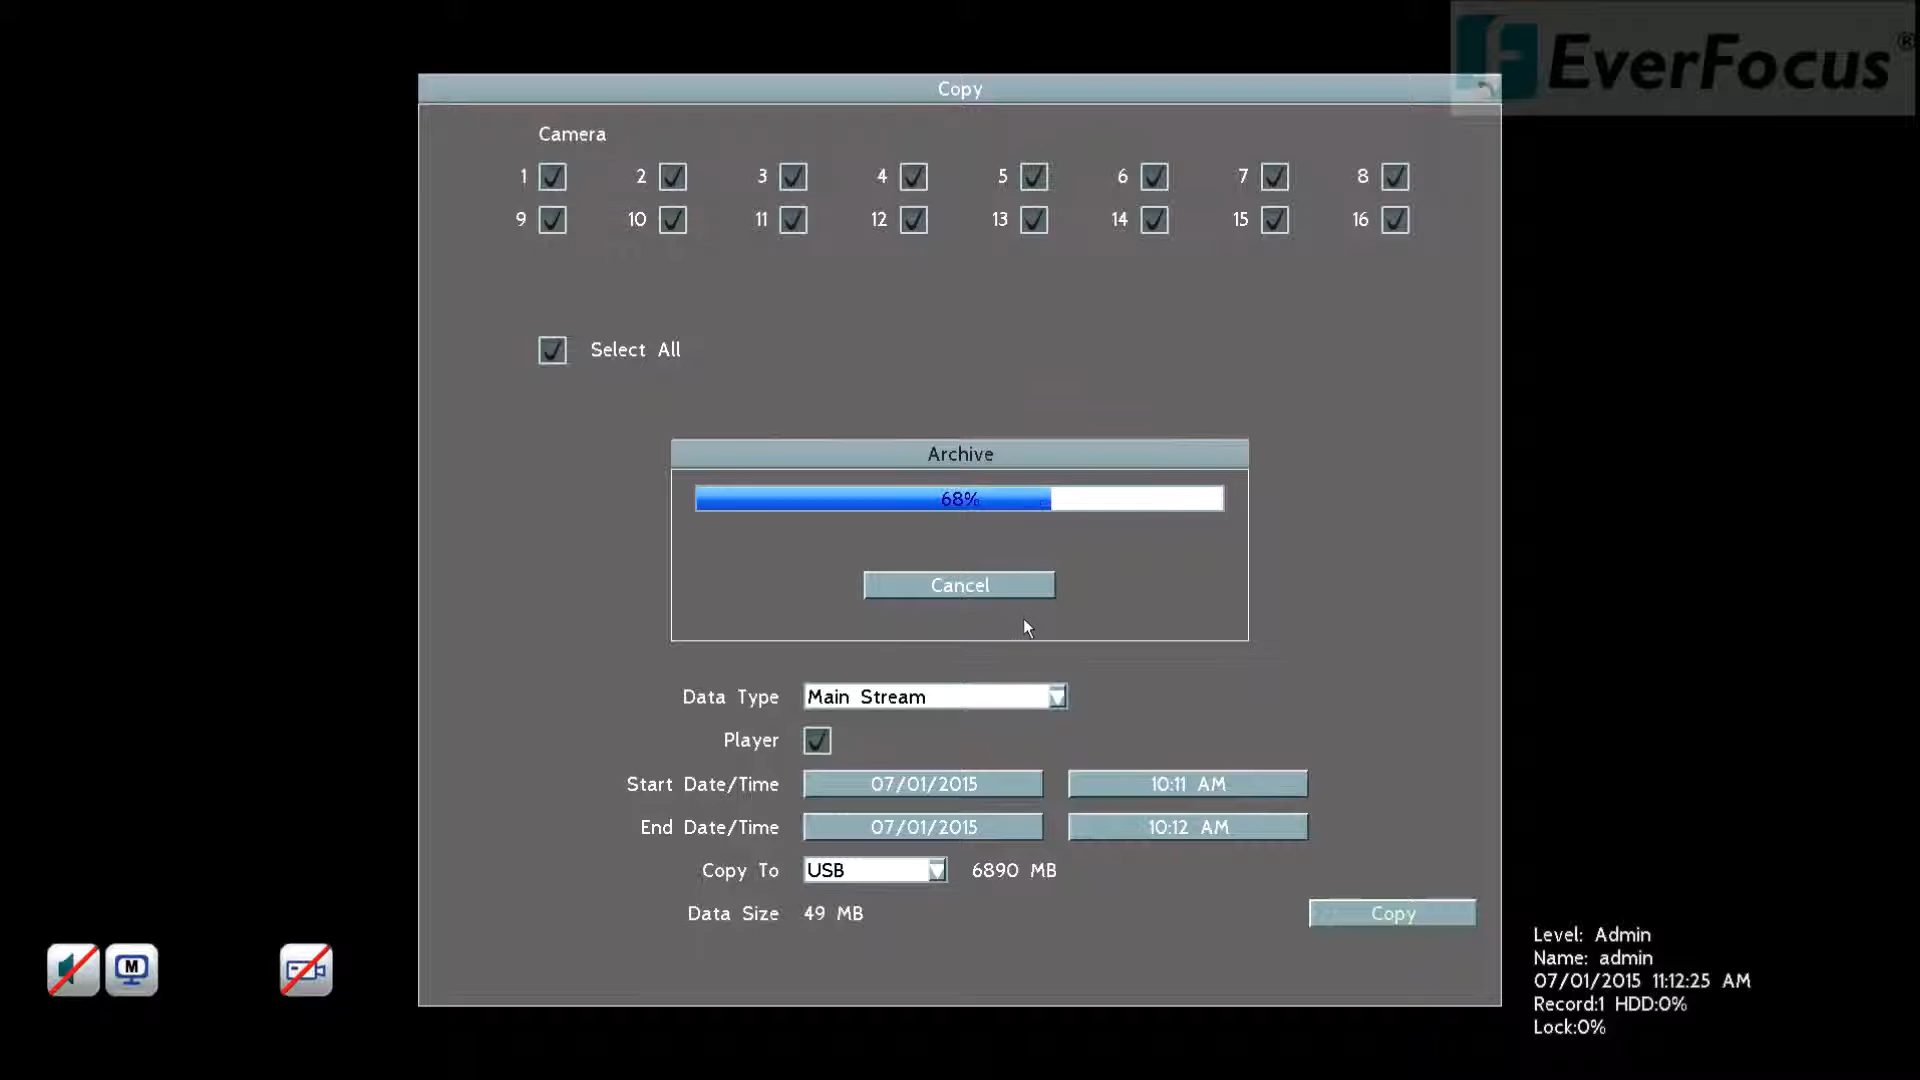 EverFocus®
Copy
Camera
1 2 3 4 5 6 7 8
9 10 11 12 13 14 15 16
Select All
Archive
68%
Cancel
Data Type Main Stream
Player
Start Date/Time 07/01/2015 10:11 AM
End Date/Time 07/01/2015 10:12 AM
Copy To USB 6890 MB
Data Size 49 MB Copy
M
Level: Admin
Name: admin
07/01/2015 11:12:25 AM
Record:1 HDD:0%
Lock:0%